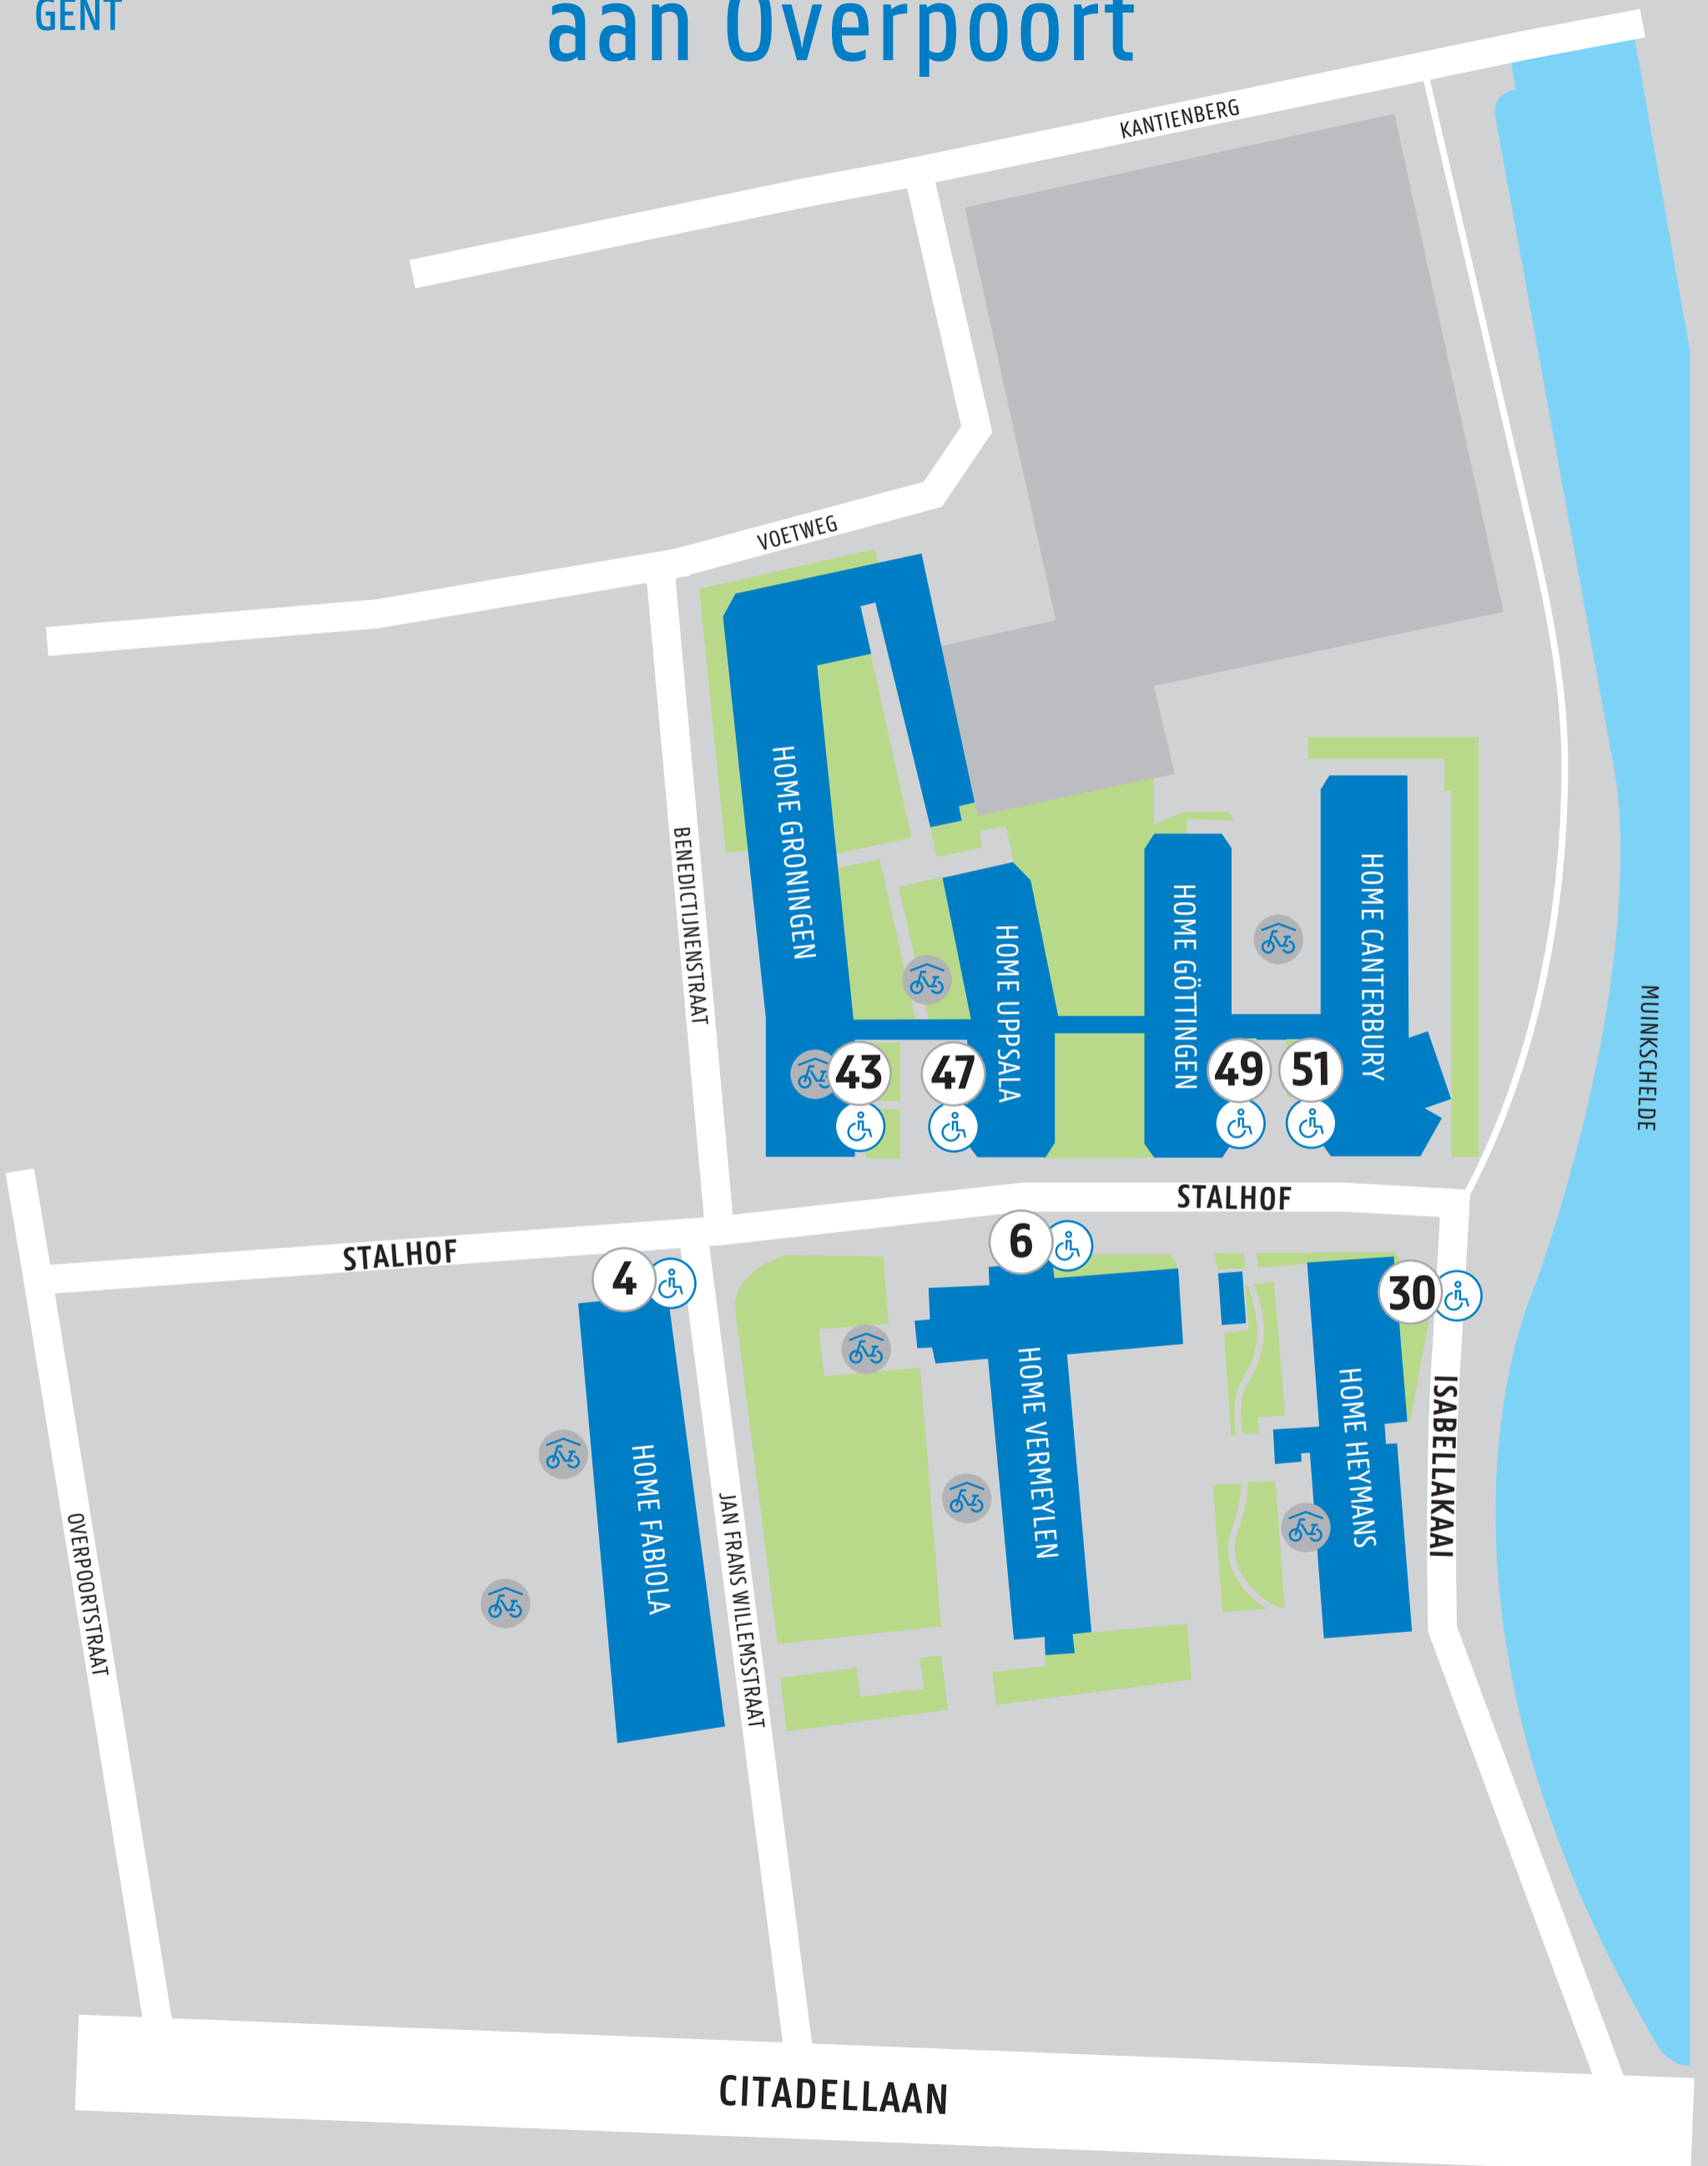 GENT
aan Overpoort
KANTIENBERG
VOETWEG
HOME GRONINGEN
BENEDICTIJNENSTRAAT
HOME UPPSALA
HOME GÖTTINGEN
HOME CANTERBURY
MUINKSCHELDE
43
47
49
51
STALHOF
STALHOF
6
4
30
HOME VERMEYLEN
HOME HEYMANS
ISABELLAKAAI
HOME FABIOLA
JAN FRANS WILLEMSSTRAAT
OVERPOORTSTRAAT
CITADELLAAN